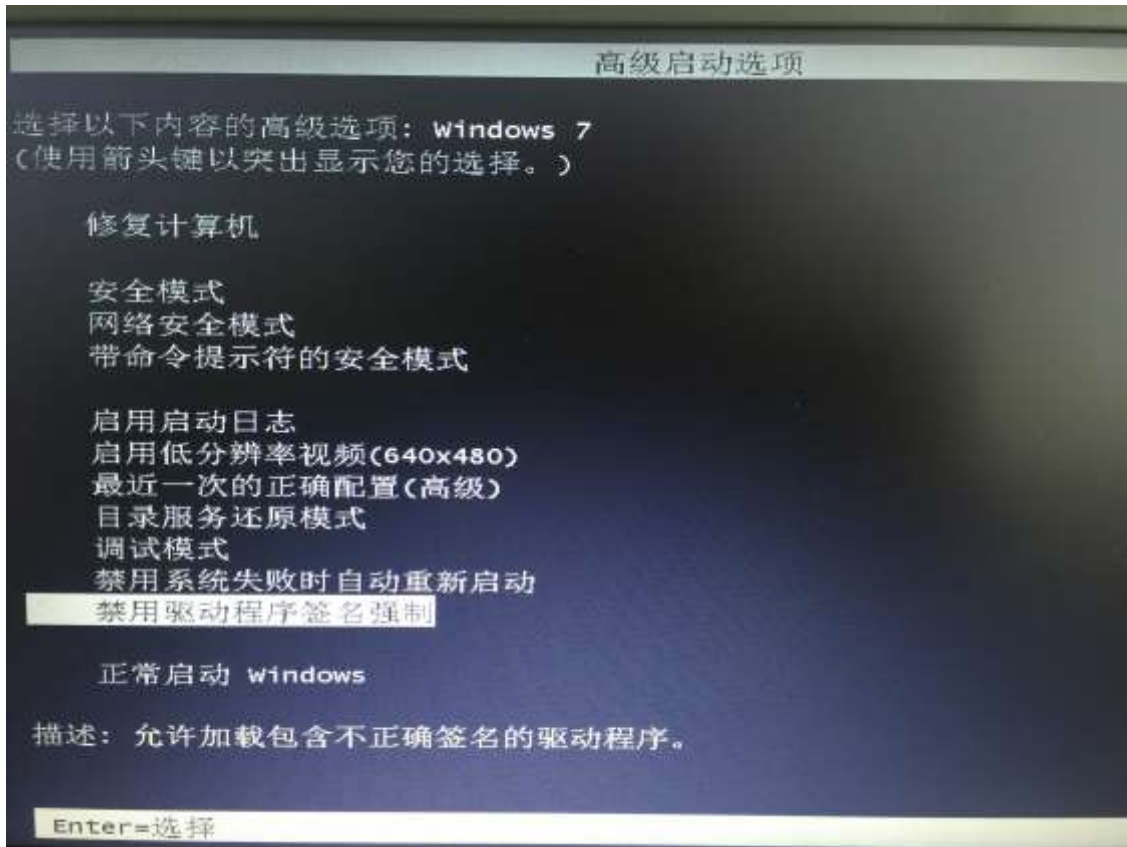 高级启动选项
选择以下内容的高级选项: Windows 7
(使用箭头键以突出显示您的选择。)
修复计算机
安全模式
网络安全模式
带命令提示符的安全模式
启用启动日志
启用低分辨率视频(640x480)
最近一次的正确配置(高级)
目录服务还原模式
调试模式
禁用系统失败时自动重新启动
禁用驱动程序签名强制
正常启动 Windows
描述: 允许加载包含不正确签名的驱动程序。
Enter=选择